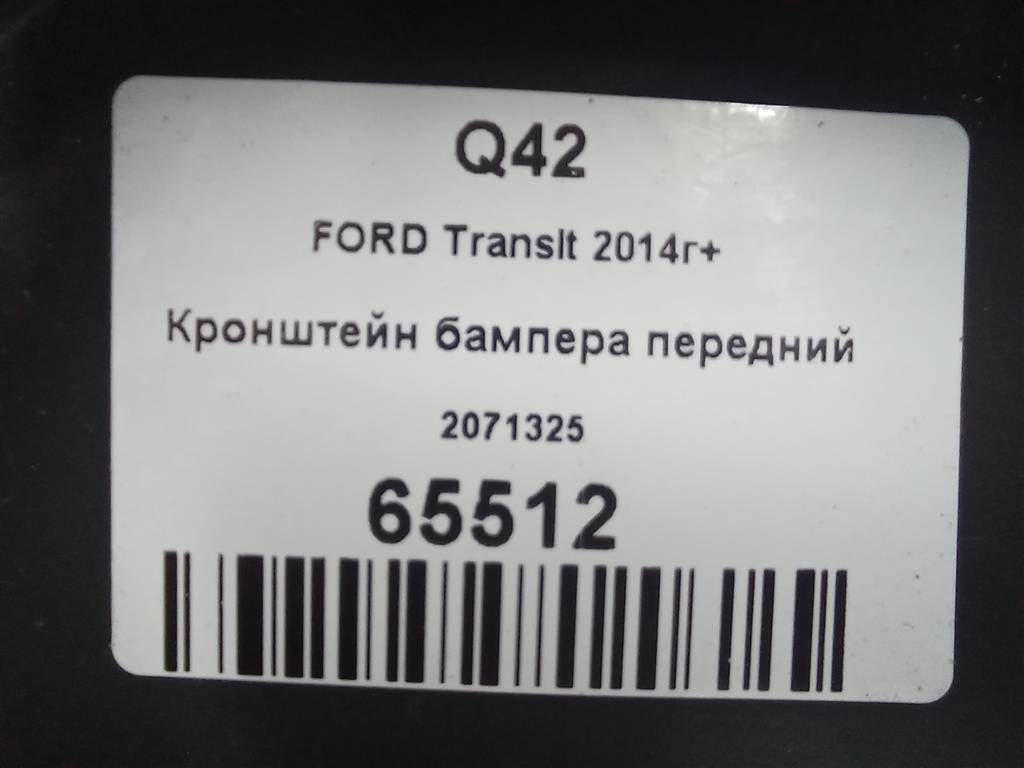 Q42
FORD Transit 2014г+
Кронштейн бампера передний
2071325
65512